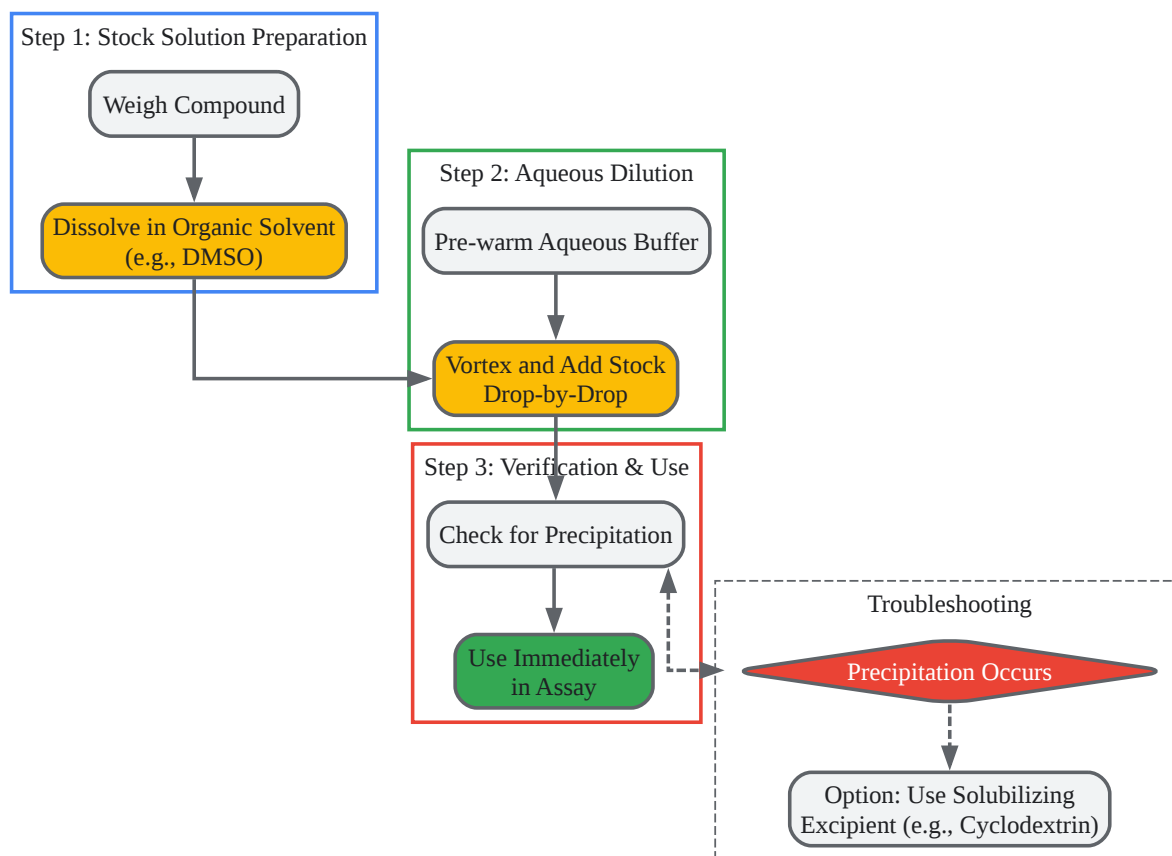 Step 1: Stock Solution Preparation
Weigh Compound
Dissolve in Organic Solvent
(e.g., DMSO)
Step 2: Aqueous Dilution
Pre-warm Aqueous Buffer
Vortex and Add Stock
Drop-by-Drop
Step 3: Verification & Use
Check for Precipitation
Use Immediately
in Assay
Troubleshooting
Precipitation Occurs
Option: Use Solubilizing
Excipient (e.g., Cyclodextrin)